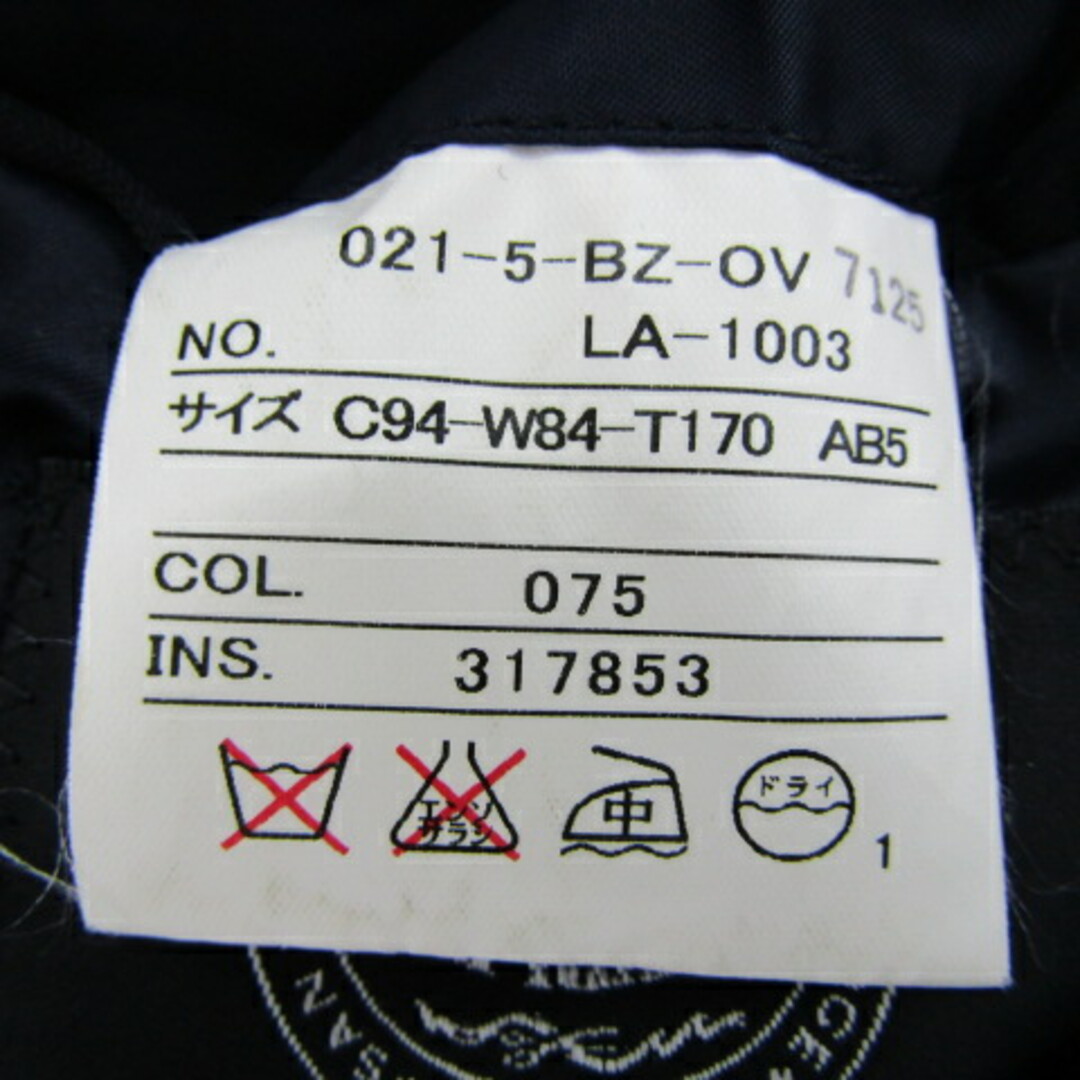 021-5-BZ-OV 7125
NO. LA-1003
サイズ C94-W84-T170 AB5
COL. 075
INS. 317853
エンソ
サラシ
中
ドライ
1